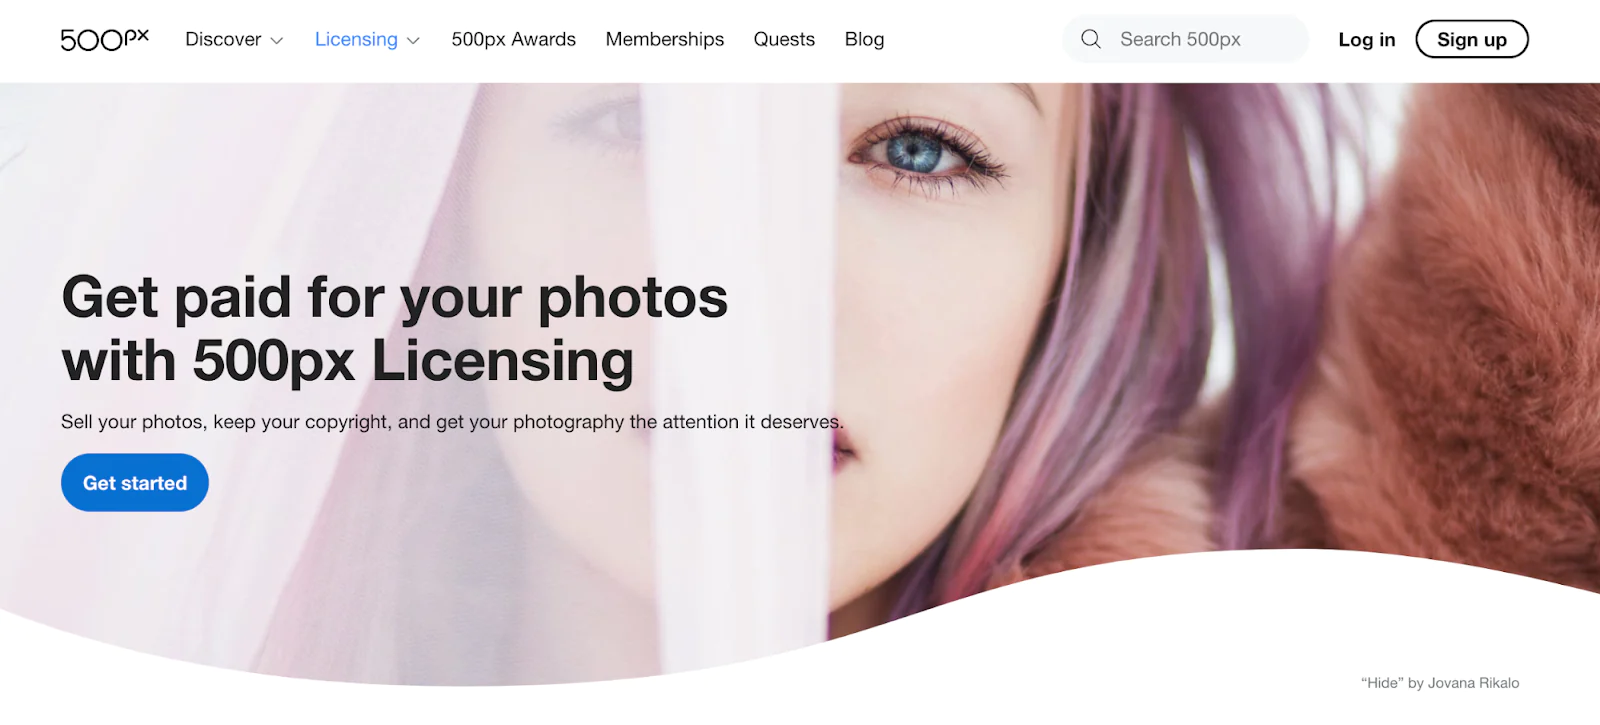 500px Discover Licensing 500px Awards Memberships Quests Blog Search 500px Log in Sign up
Get paid for your photos
with 500px Licensing
Sell your photos, keep your copyright, and get your photography the attention it deserves.
Get started
“Hide” by Jovana Rikalo